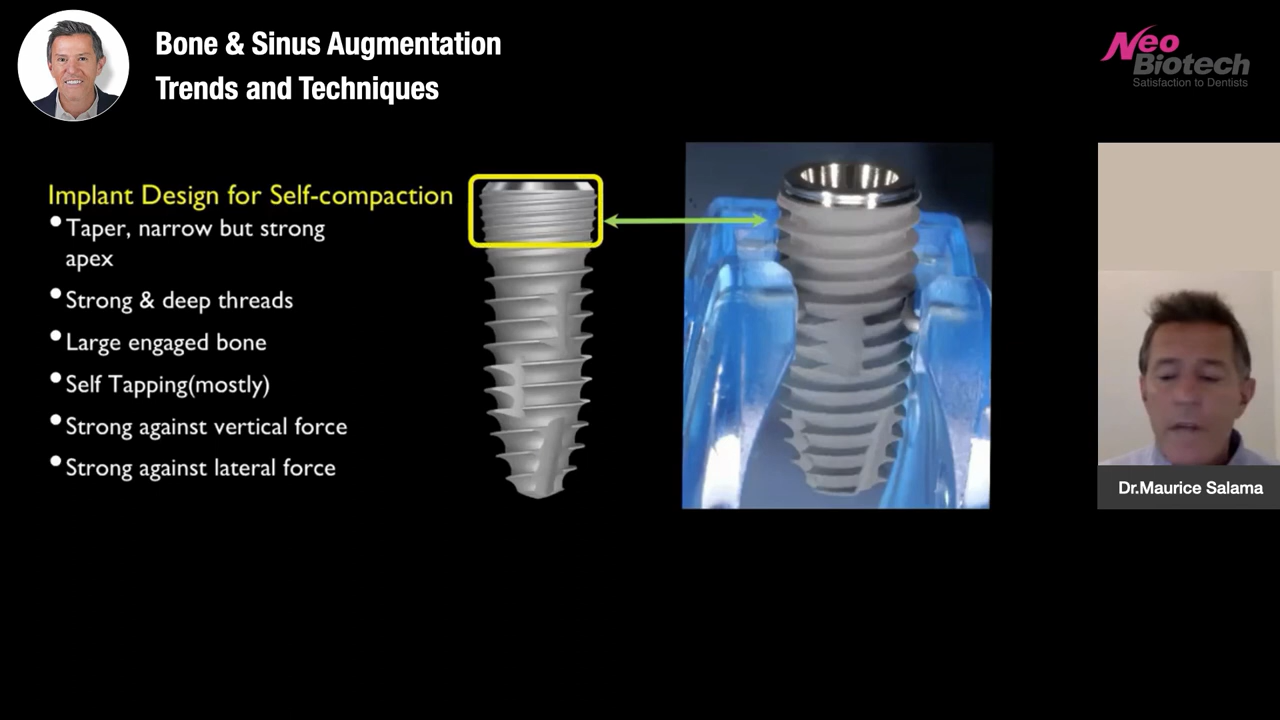 Bone & Sinus Augmentation
Trends and Techniques
Neo
Biotech
Satisfaction to Dentists
Implant Design for Self-compaction
• Taper, narrow but strong
apex
• Strong & deep threads
• Large engaged bone
• Self Tapping(mostly)
• Strong against vertical force
• Strong against lateral force
Dr.Maurice Salama